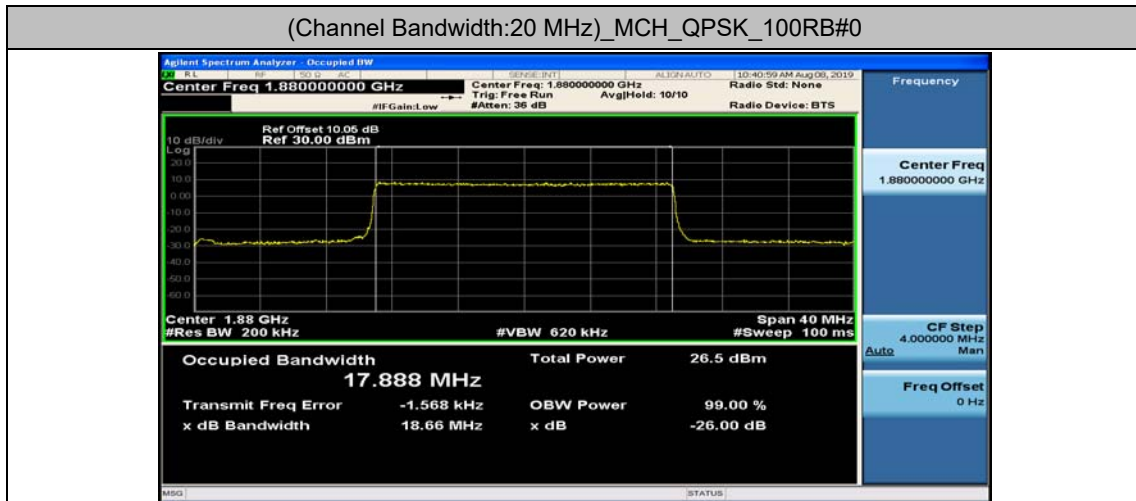 (Channel Bandwidth:20 MHz)_MCH_QPSK_100RB#0
Agilent Spectrum Analyzer - Occupied BW
RL RF 50 Ω AC SENSE:INT ALIGN AUTO 10:40:59 AM Aug 08, 2019
Center Freq 1.880000000 GHz
Center Freq: 1.880000000 GHz
Radio Std: None
Trig: Free Run Avg|Hold: 10/10
#IFGain:Low #Atten: 36 dB Radio Device: BTS
Ref Offset 10.05 dB
10 dB/div Ref 30.00 dBm
Log
20.0
10.0
0.00
-10.0
-20.0
-30.0
-40.0
-50.0
-60.0
Center 1.88 GHz Span 40 MHz
#Res BW 200 kHz #VBW 620 kHz #Sweep 100 ms
Occupied Bandwidth Total Power 26.5 dBm
17.888 MHz
Transmit Freq Error -1.568 kHz OBW Power 99.00 %
x dB Bandwidth 18.66 MHz x dB -26.00 dB
MSG STATUS
Frequency
Center Freq
1.880000000 GHz
CF Step
4.000000 MHz
Auto Man
Freq Offset
0 Hz